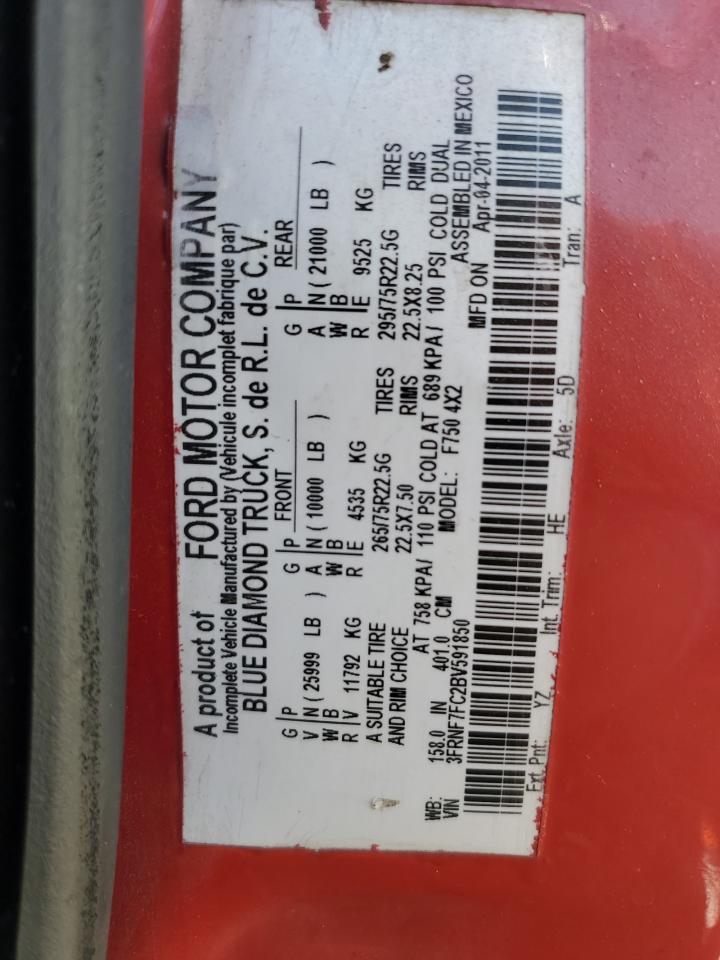 A product of FORD MOTOR COMPANY
Incomplete Vehicle Manufactured by (Vehicule incomplet fabrique par)
BLUE DIAMOND TRUCK, S. de R.L. de C.V.
G P FRONT G P REAR
V N ( 25999 LB ) A N ( 10000 LB ) A N ( 21000 LB )
W B W B W B
R V 11792 KG R E 4535 KG R E 9525 KG
A SUITABLE TIRE 265/75R22.5G TIRES 295/75R22.5G TIRES
AND RIM CHOICE 22.5X7.50 RIMS 22.5X8.25 RIMS
AT 758 KPA/ 110 PSI COLD AT 689 KPA/ 100 PSI COLD DUAL
WB: 158.0 IN 401.0 CM MODEL: F750 4X2 ASSEMBLED IN MEXICO
VIN 3FRNF7FC2BV591850 MFD ON Apr-04-2011
Ext. Pnt: YZ Int. Trim: HE Axle: 5D Tran: A